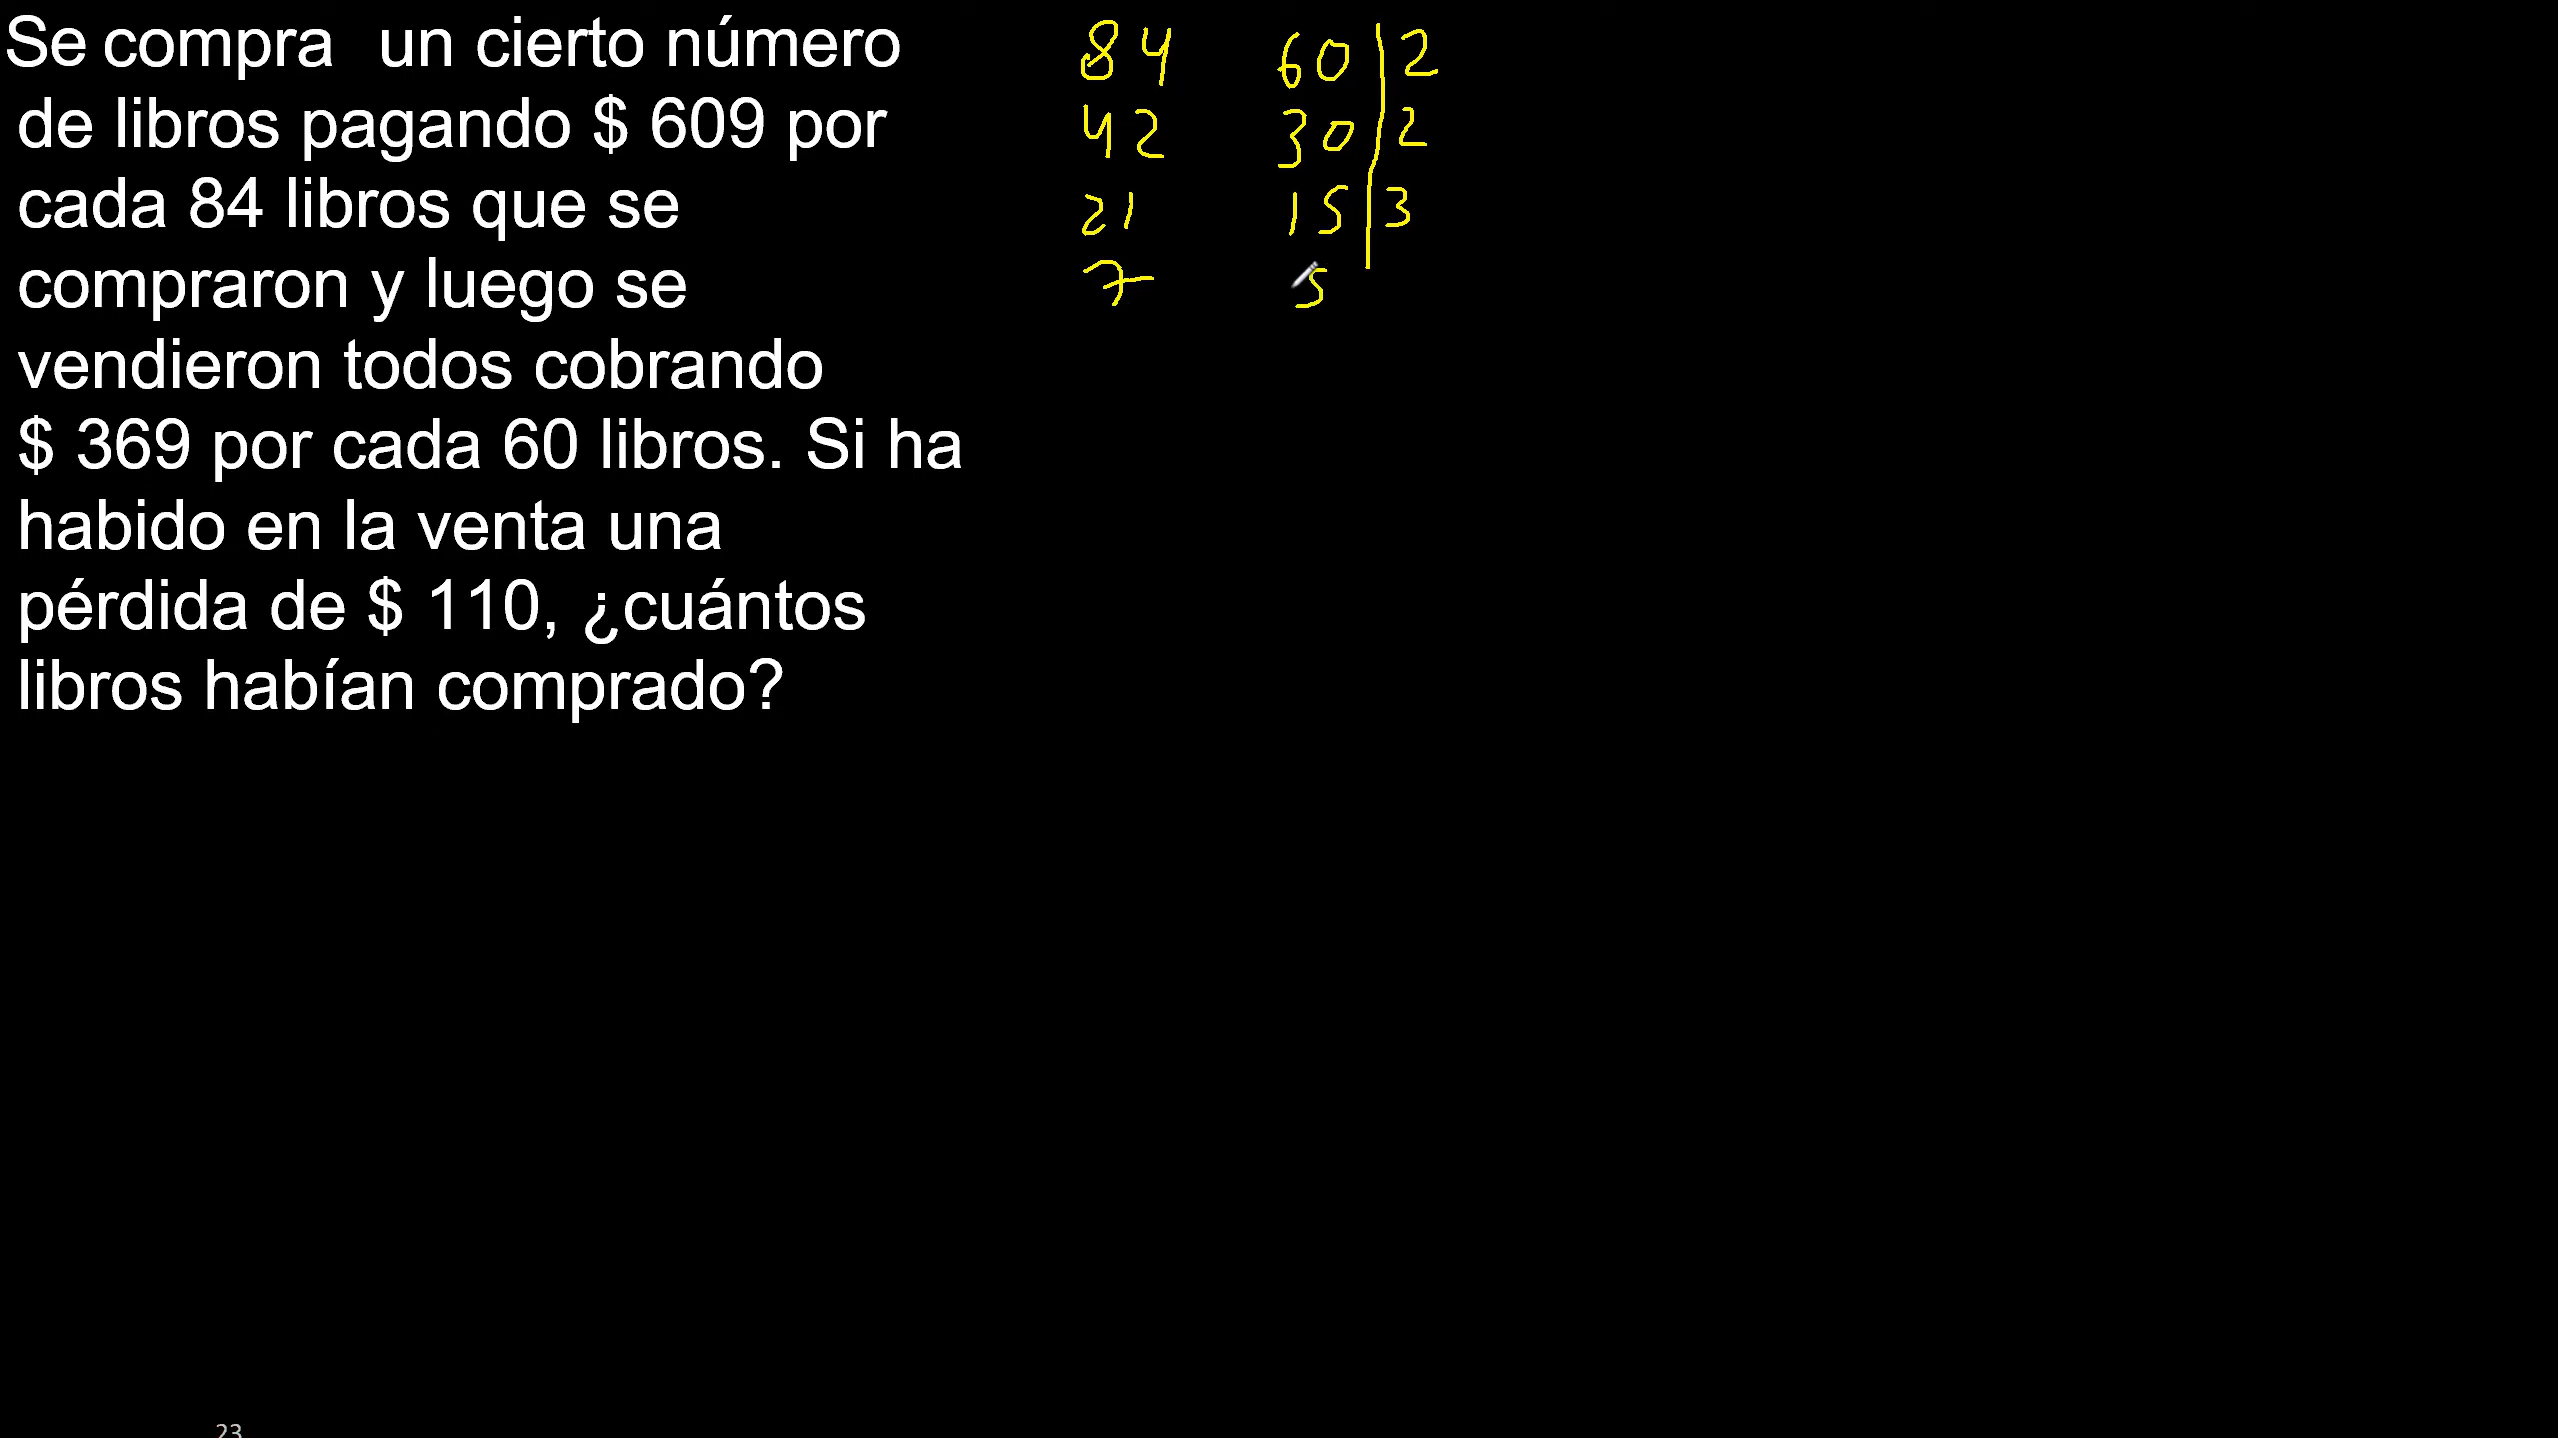 Se compra un cierto número
de libros pagando $ 609 por
cada 84 libros que se
compraron y luego se
vendieron todos cobrando
$ 369 por cada 60 libros. Si ha
habido en la venta una
pérdida de $ 110, ¿cuántos
libros habían comprado?
84 60 | 2
42 30 | 2
21 15 | 3
7 5
23